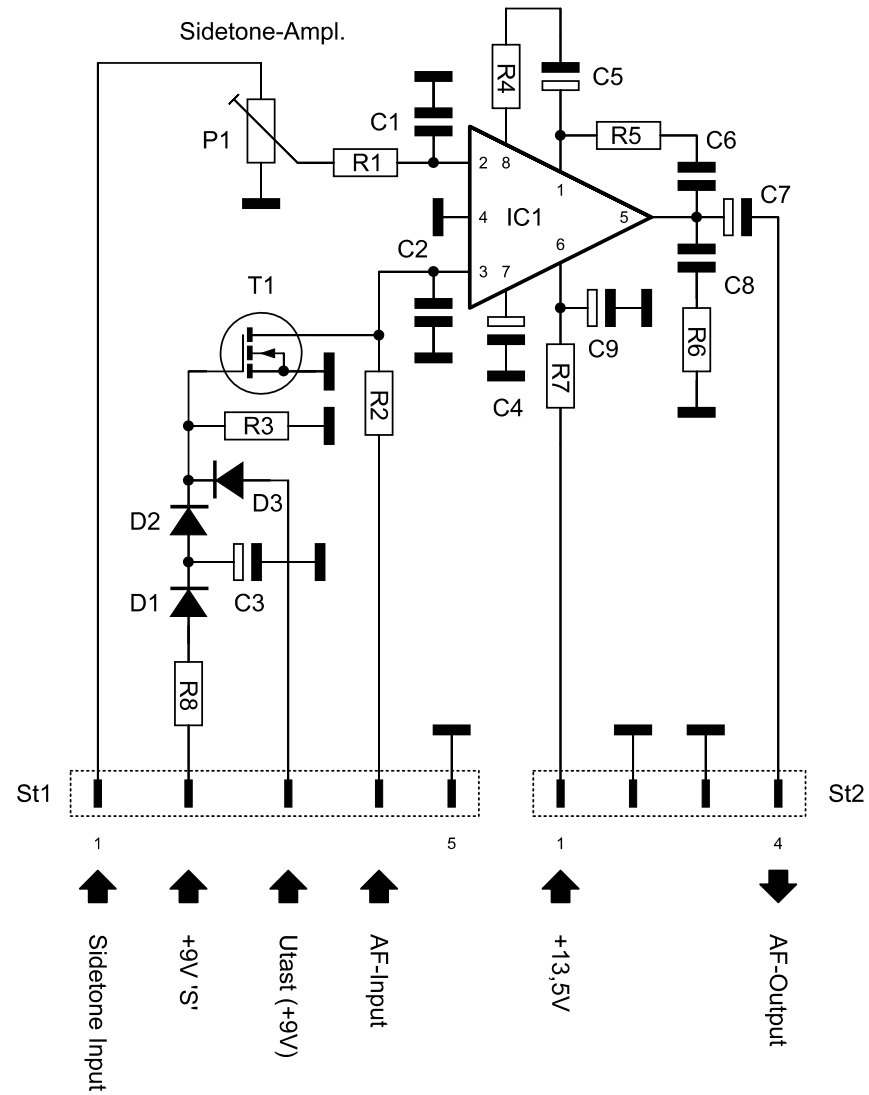 Sidetone-Ampl.
R4
C5
P1
C1
R5
C6
R1
2
8
1
C7
4
IC1
5
C2
6
3
7
C8
T1
C9
R6
R7
C4
R2
R3
D3
D2
D1
C3
R8
St1
St2
1
5
1
4
Sidetone Input
+9V 'S'
Utast (+9V)
AF-Input
+13,5V
AF-Output